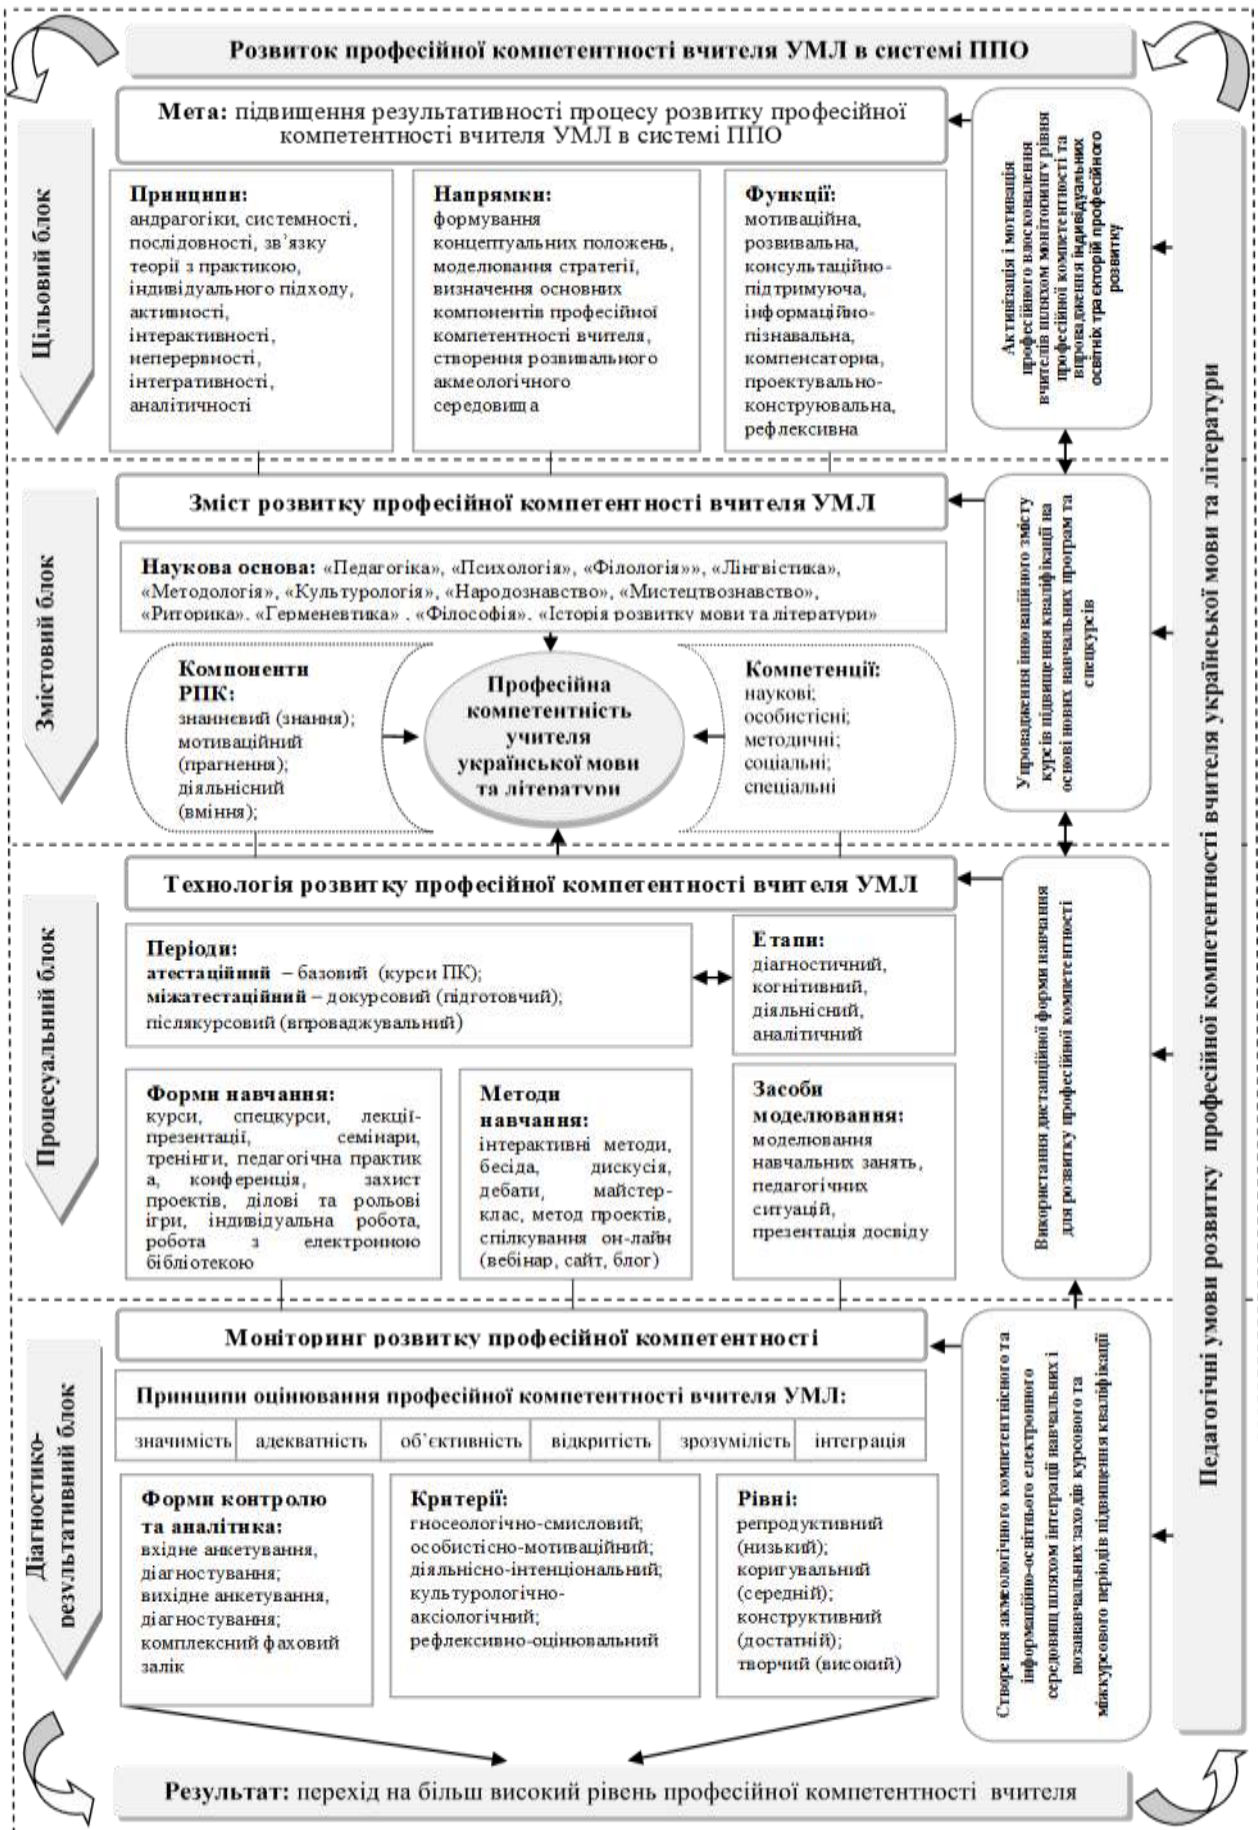 Розвиток професійної компетентності вчителя УМЛ в системі ППО
Цільовий блок
Мета: підвищення результативності процесу розвитку професійної
компетентності вчителя УМЛ в системі ППО
Принципи:
андрагогіки, системності,
послідовності, зв’язку
теорії з практикою,
індивідуального підходу,
активності,
інтерактивності,
неперервності,
інтегративності,
аналітичності
Напрямки:
формування
концептуальних положень,
моделювання стратегії,
визначення основних
компонентів професійної
компетентності вчителя,
створення розвивального
акмеологічного
середовища
Функції:
мотиваційна,
розвивальна,
консультаційно-
підтримуюча,
інформаційно-
пізнавальна,
компенсаторна,
проектувально-
конструювальна,
рефлексивна
Активізація і мотивація
професійного вдосконалення
вчителів шляхом моніторингу рівня
професійної компетентності та
впровадження індивідуальних
освітніх траєкторій професійного
розвитку
Змістовий блок
Зміст розвитку професійної компетентності вчителя УМЛ
Наукова основа: «Педагогіка», «Психологія», «Філологія»», «Лінгвістика»,
«Методологія», «Культурологія», «Народознавство», «Мистецтвознавство»,
«Риторика». «Герменевтика» . «Філософія». «Історія розвитку мови та літератури»
Компоненти
РПК:
знаннєвий (знання);
мотиваційний
(прагнення);
діяльнісний
(вміння);
Професійна
компетентність
учителя
української мови
та літератури
Компетенції:
наукові;
особистісні;
методичні;
соціальні;
спеціальні
Упровадження інноваційного змісту
курсів підвищення кваліфікації на
основі нових навчальних програм та
спецкурсів
Процесуальний блок
Технологія розвитку професійної компетентності вчителя УМЛ
Періоди:
атестаційний – базовий (курси ПК);
міжатестаційний – докурсовий (підготовчий);
післякурсовий (впроваджувальний)
Етапи:
діагностичний,
когнітивний,
діяльнісний,
аналітичний
Форми навчання:
курси, спецкурси, лекції-
презентації, семінари,
тренінги, педагогічна практик
а, конференція, захист
проектів, ділові та рольові
ігри, індивідуальна робота,
робота з електронною
бібліотекою
Методи
навчання:
інтерактивні методи,
бесіда, дискусія,
дебати, майстер-
клас, метод проектів,
спілкування он-лайн
(вебінар, сайт, блог)
Засоби
моделювання:
моделювання
навчальних занять,
педагогічних
ситуацій,
презентація досвіду
Використання дистанційної форми навчання
для розвитку професійної компетентності
Діагностико-
результативний блок
Моніторинг розвитку професійної компетентності
Принципи оцінювання професійної компетентності вчителя УМЛ:
значимість адекватність об’єктивність відкритість зрозумілість інтеграція
Форми контролю
та аналітика:
вхідне анкетування,
діагностування;
вихідне анкетування,
діагностування;
комплексний фаховий
залік
Критерії:
гносеологічно-смисловий;
особистісно-мотиваційний;
діяльнісно-інтенціональний;
культурологічно-
аксіологічний;
рефлексивно-оцінювальний
Рівні:
репродуктивний
(низький);
коригувальний
(середній);
конструктивний
(достатній);
творчий (високий)
Створення акмеологічного компетентнісного та
інформаційно-освітнього електронного
середовищ шляхом інтеграції навчальних і
позанавчальних заходів курсового та
міжкурсового періодів підвищення кваліфікації
Педагогічні умови розвитку професійної компетентності вчителя української мови та літератури
Результат: перехід на більш високий рівень професійної компетентності вчителя